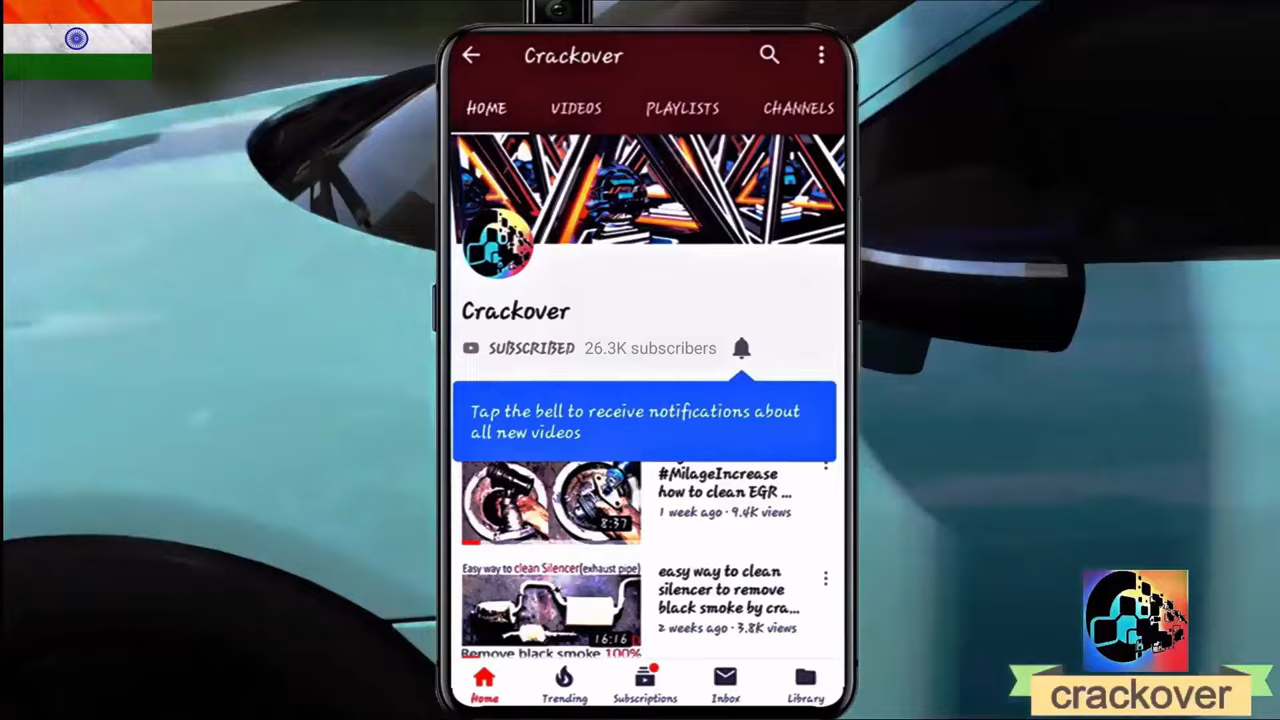 Crackover
HOME VIDEOS PLAYLISTS CHANNELS
Crackover
SUBSCRIBED 26.3K subscribers
Tap the bell to receive notifications about
all new videos
#MilageIncrease
how to clean EGR ...
1 week ago · 9.4K views
8:37
Easy way to clean Silencer(exhaust pipe)
easy way to clean
silencer to remove
black smoke by cra...
2 weeks ago · 3.8K views
16:16
Remove black smoke 100%
Home Trending Subscriptions Inbox Library
crackover